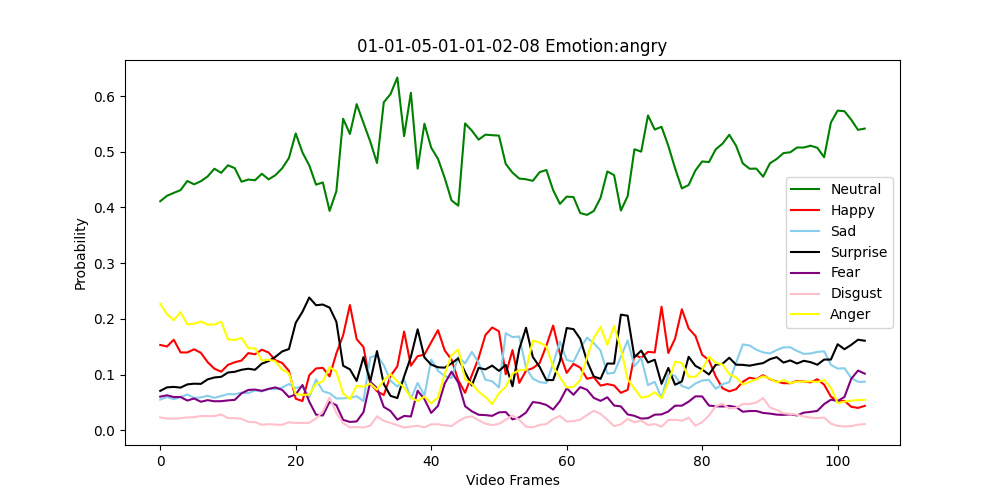 01-01-05-01-01-02-08 Emotion:angry
Probability
0.6
0.5
0.4
0.3
0.2
0.1
0.0
Neutral
Happy
Sad
Surprise
Fear
Disgust
Anger
0 20 40 60 80 100
Video Frames